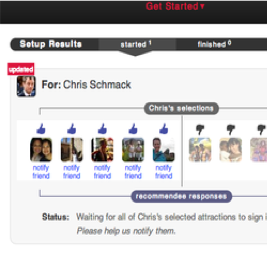 Get Started ▾
Setup Results
started 1
finished 0
updated
For: Chris Schmack
Chris's selections
notify friend notify friend notify friend notify friend notify friend
recommendee responses
Status: Waiting for all of Chris's selected attractions to sign i
Please help us notify them.